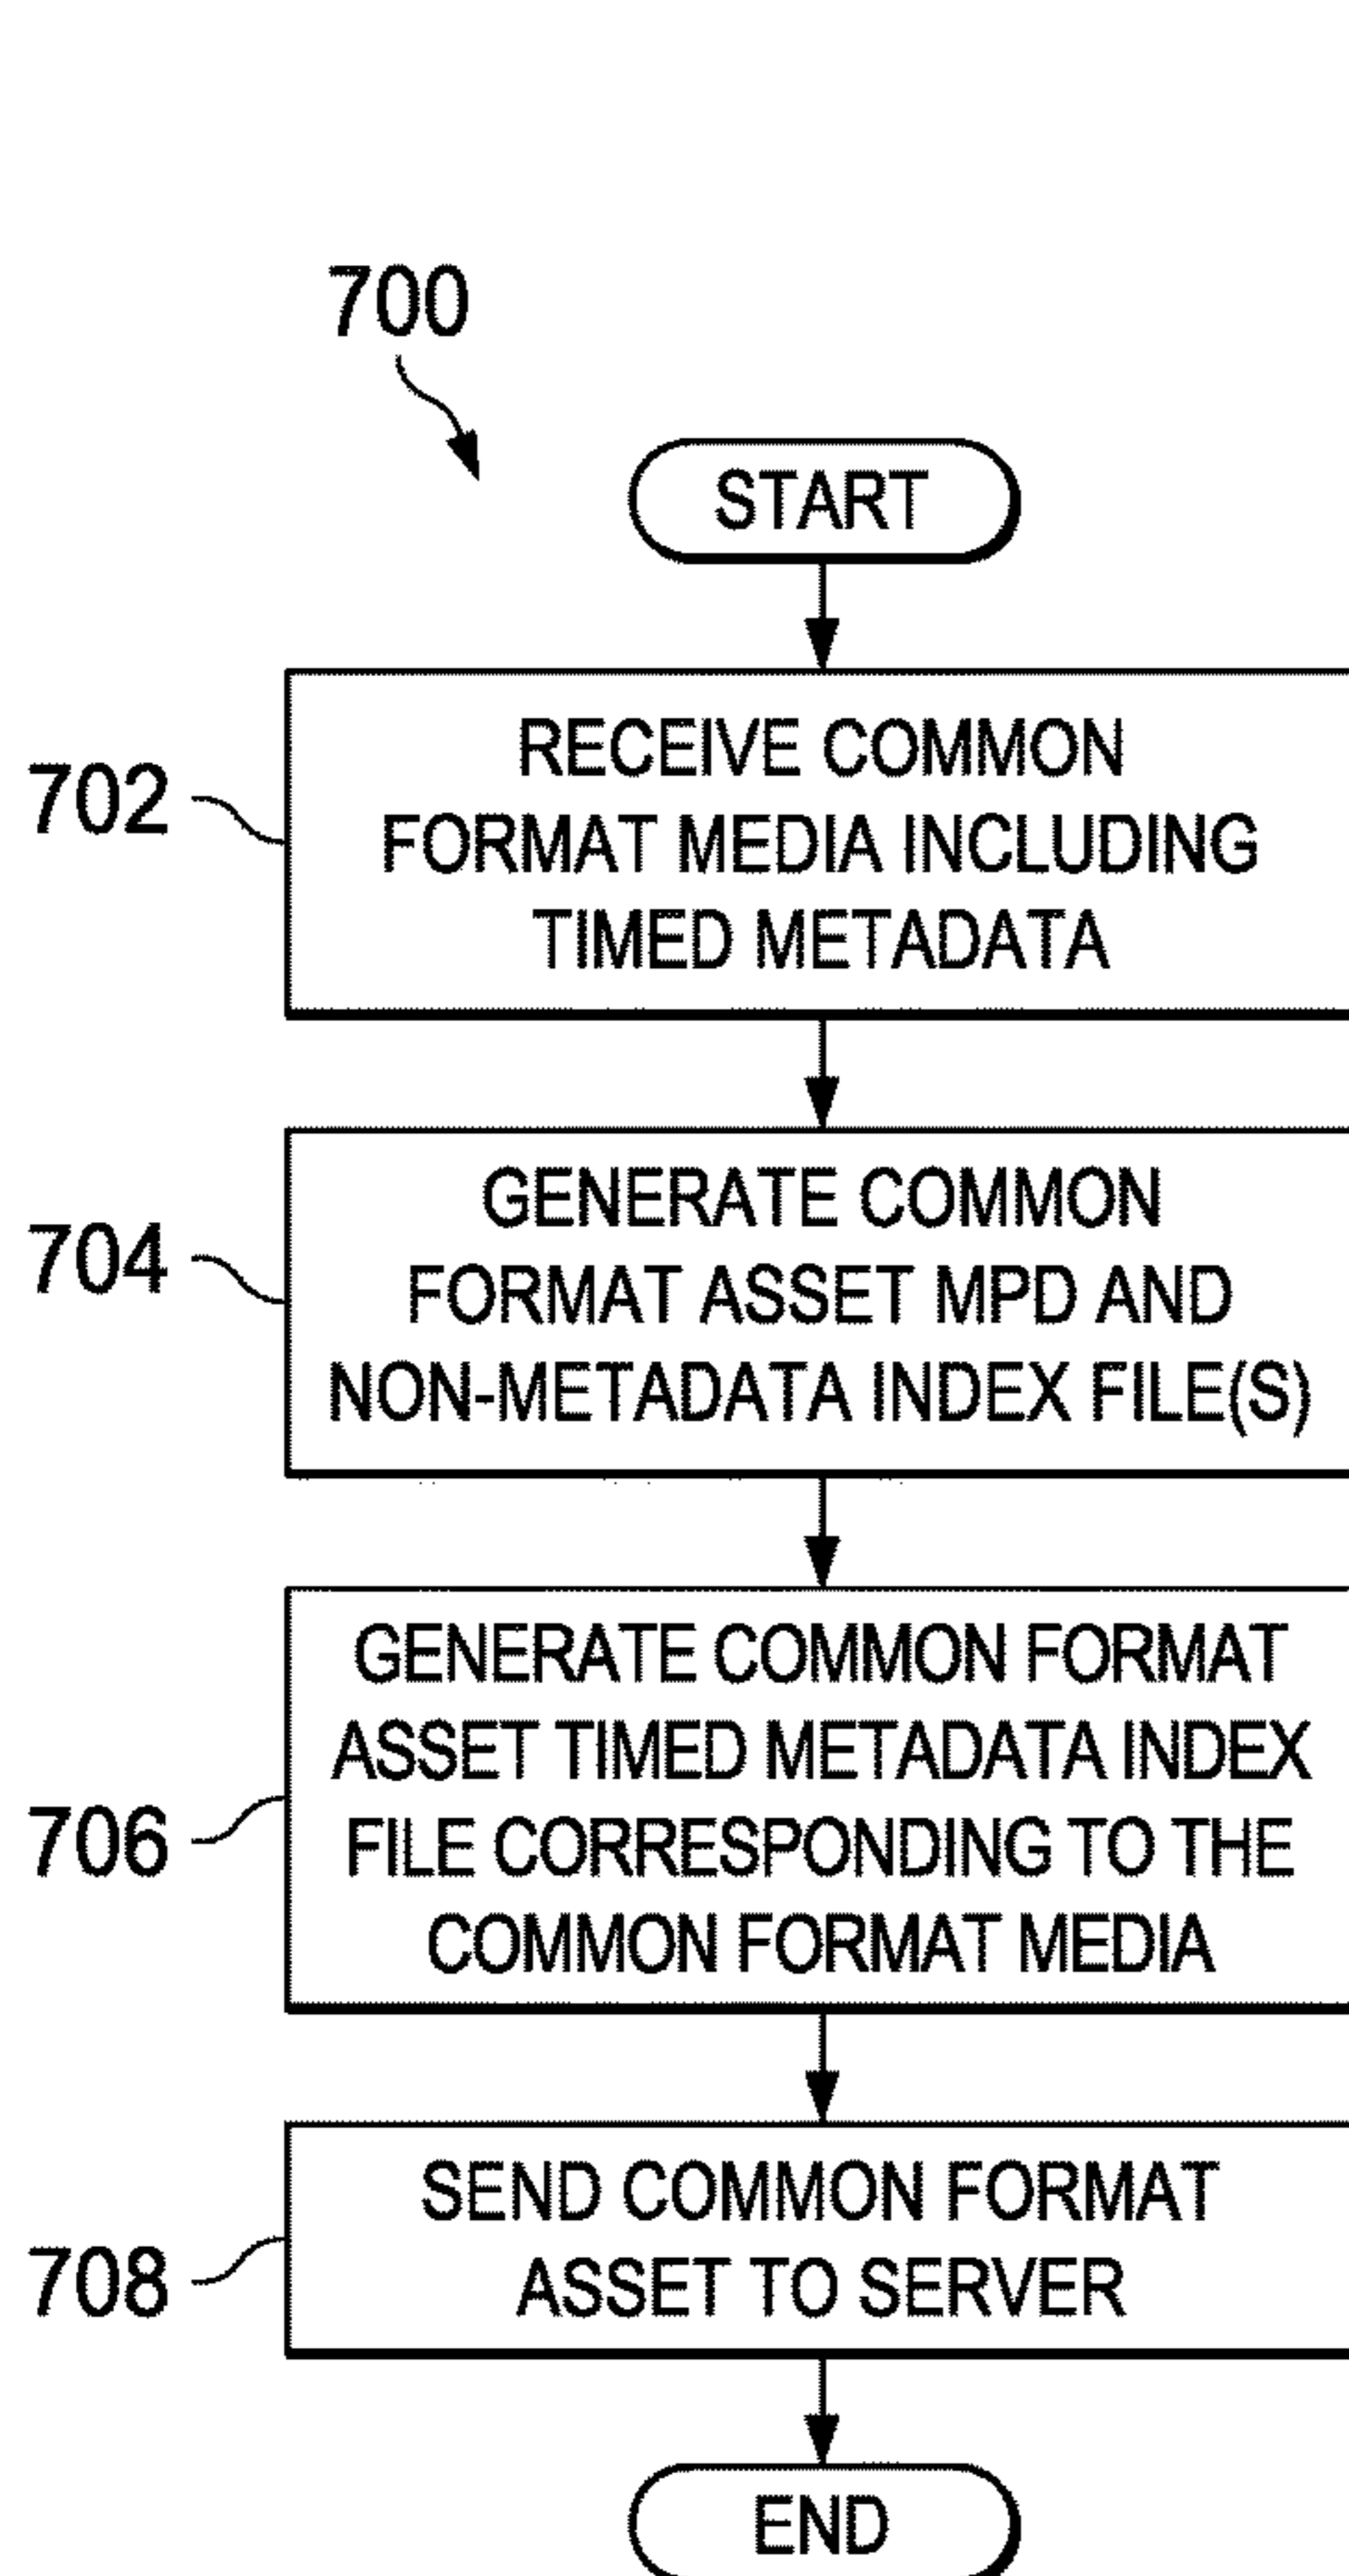 700
START
702
RECEIVE COMMON
FORMAT MEDIA INCLUDING
TIMED METADATA
704
GENERATE COMMON
FORMAT ASSET MPD AND
NON-METADATA INDEX FILE(S)
706
GENERATE COMMON FORMAT
ASSET TIMED METADATA INDEX
FILE CORRESPONDING TO THE
COMMON FORMAT MEDIA
708
SEND COMMON FORMAT
ASSET TO SERVER
END